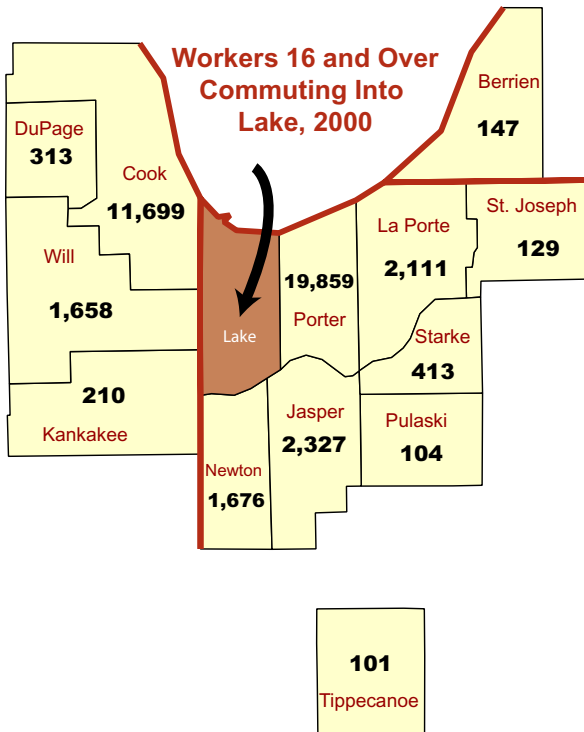 Workers 16 and Over
Commuting Into
Lake, 2000
Berrien
147
DuPage
313
Cook
11,699
St. Joseph
129
La Porte
2,111
Will
1,658
19,859
Porter
Lake
Starke
413
210
Kankakee
Jasper
2,327
Pulaski
104
Newton
1,676
101
Tippecanoe